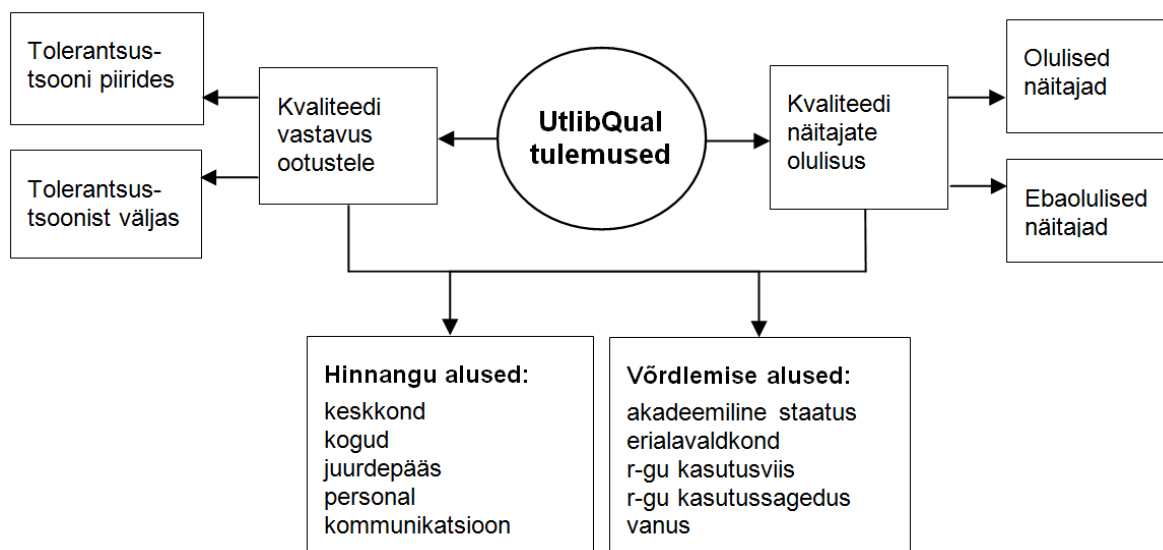 Tolerantsus-
tsooni piirides
Tolerantsus-
tsoonist väljas
Kvaliteedi
vastavus
ootustele
UtlibQual
tulemused
Kvaliteedi
näitajate
olulisus
Olulised
näitajad
Ebaolulised
näitajad
Hinnangu alused:
keskkond
kogud
juurdepääs
personal
kommunikatsioon
Võrdlemise alused:
akadeemiline staatus
erialavaldkond
r-gu kasutusviis
r-gu kasutussagedus
vanus